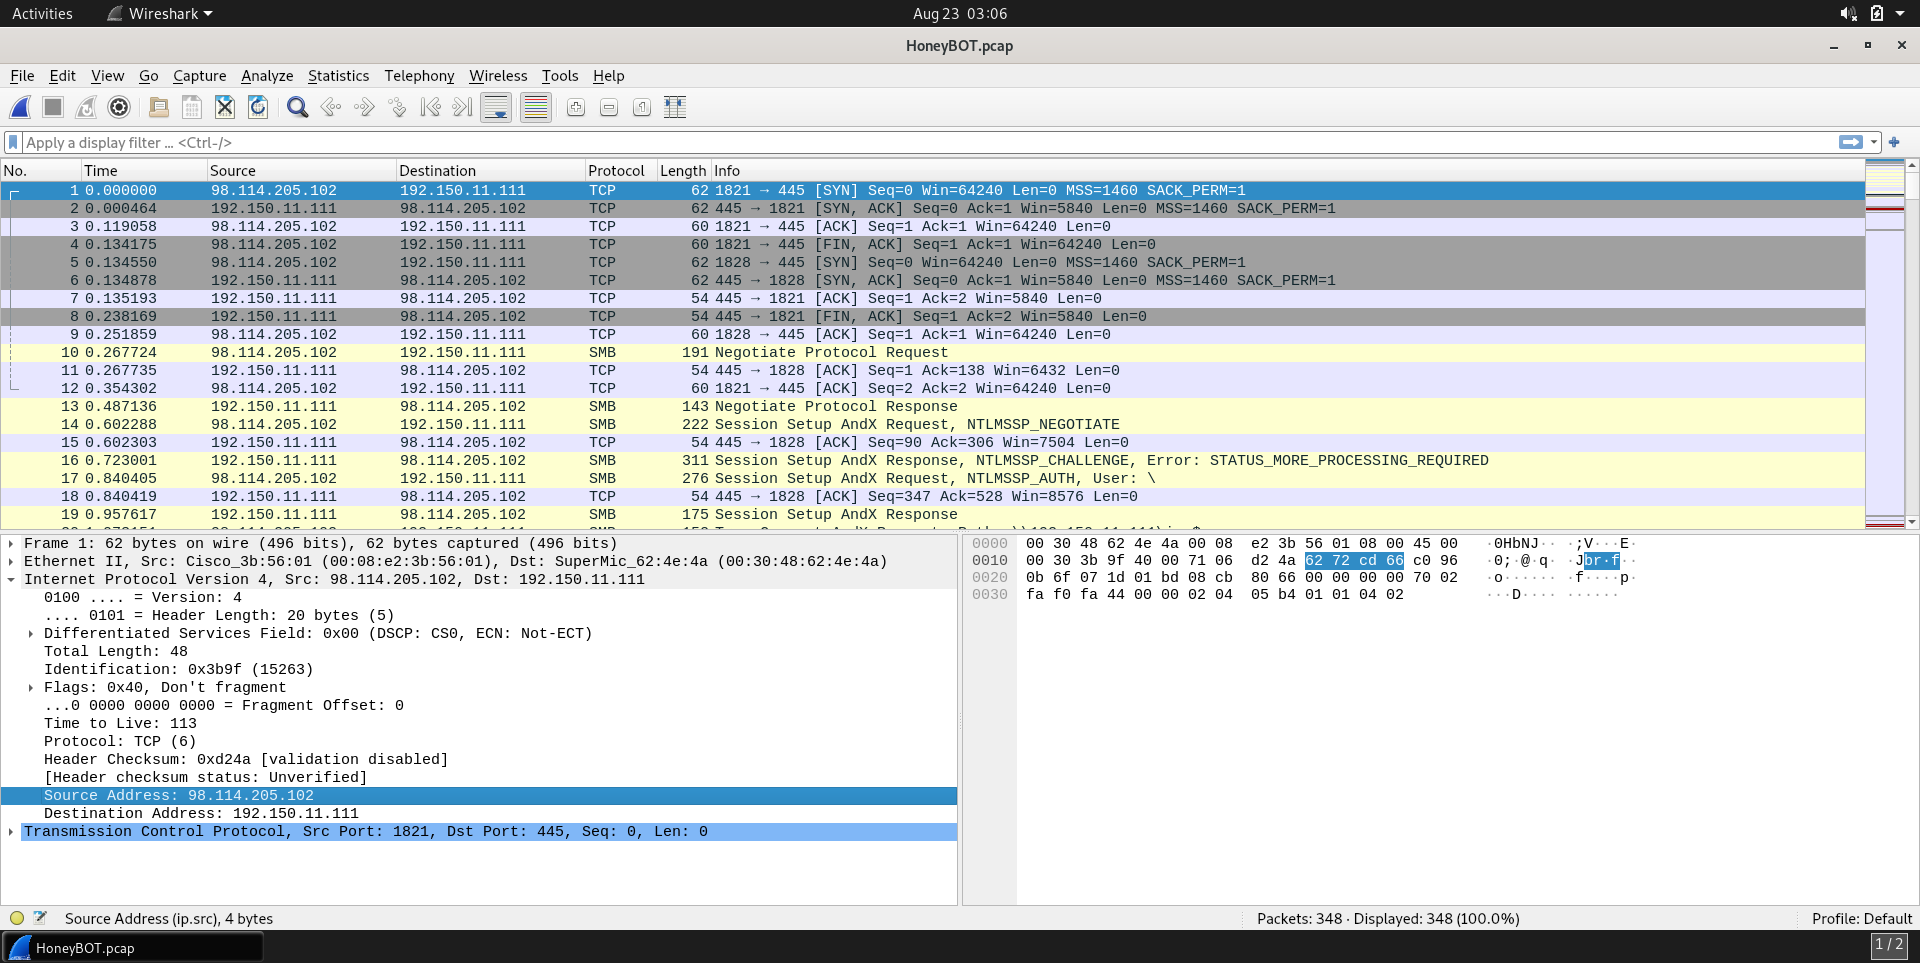 Activities Wireshark Aug 23 03:06
HoneyBOT.pcap
File Edit View Go Capture Analyze Statistics Telephony Wireless Tools Help
Apply a display filter ... <Ctrl-/>
No. Time Source Destination Protocol Length Info
1 0.000000 98.114.205.102 192.150.11.111 TCP 62 1821 → 445 [SYN] Seq=0 Win=64240 Len=0 MSS=1460 SACK_PERM=1
2 0.000464 192.150.11.111 98.114.205.102 TCP 62 445 → 1821 [SYN, ACK] Seq=0 Ack=1 Win=5840 Len=0 MSS=1460 SACK_PERM=1
3 0.119058 98.114.205.102 192.150.11.111 TCP 60 1821 → 445 [ACK] Seq=1 Ack=1 Win=64240 Len=0
4 0.134175 98.114.205.102 192.150.11.111 TCP 60 1821 → 445 [FIN, ACK] Seq=1 Ack=1 Win=64240 Len=0
5 0.134550 98.114.205.102 192.150.11.111 TCP 62 1828 → 445 [SYN] Seq=0 Win=64240 Len=0 MSS=1460 SACK_PERM=1
6 0.134878 192.150.11.111 98.114.205.102 TCP 62 445 → 1828 [SYN, ACK] Seq=0 Ack=1 Win=5840 Len=0 MSS=1460 SACK_PERM=1
7 0.135193 192.150.11.111 98.114.205.102 TCP 54 445 → 1821 [ACK] Seq=1 Ack=2 Win=5840 Len=0
8 0.238169 192.150.11.111 98.114.205.102 TCP 54 445 → 1821 [FIN, ACK] Seq=1 Ack=2 Win=5840 Len=0
9 0.251859 98.114.205.102 192.150.11.111 TCP 60 1828 → 445 [ACK] Seq=1 Ack=1 Win=64240 Len=0
10 0.267724 98.114.205.102 192.150.11.111 SMB 191 Negotiate Protocol Request
11 0.267735 192.150.11.111 98.114.205.102 TCP 54 445 → 1828 [ACK] Seq=1 Ack=138 Win=6432 Len=0
12 0.354302 98.114.205.102 192.150.11.111 TCP 60 1821 → 445 [ACK] Seq=2 Ack=2 Win=64240 Len=0
13 0.487136 192.150.11.111 98.114.205.102 SMB 143 Negotiate Protocol Response
14 0.602288 98.114.205.102 192.150.11.111 SMB 222 Session Setup AndX Request, NTLMSSP_NEGOTIATE
15 0.602303 192.150.11.111 98.114.205.102 TCP 54 445 → 1828 [ACK] Seq=90 Ack=306 Win=7504 Len=0
16 0.723001 192.150.11.111 98.114.205.102 SMB 311 Session Setup AndX Response, NTLMSSP_CHALLENGE, Error: STATUS_MORE_PROCESSING_REQUIRED
17 0.840405 98.114.205.102 192.150.11.111 SMB 276 Session Setup AndX Request, NTLMSSP_AUTH, User: \
18 0.840419 192.150.11.111 98.114.205.102 TCP 54 445 → 1828 [ACK] Seq=347 Ack=528 Win=8576 Len=0
19 0.957617 192.150.11.111 98.114.205.102 SMB 175 Session Setup AndX Response
Frame 1: 62 bytes on wire (496 bits), 62 bytes captured (496 bits)
Ethernet II, Src: Cisco_3b:56:01 (00:08:e2:3b:56:01), Dst: SuperMic_62:4e:4a (00:30:48:62:4e:4a)
Internet Protocol Version 4, Src: 98.114.205.102, Dst: 192.150.11.111
0100 .... = Version: 4
.... 0101 = Header Length: 20 bytes (5)
Differentiated Services Field: 0x00 (DSCP: CS0, ECN: Not-ECT)
Total Length: 48
Identification: 0x3b9f (15263)
Flags: 0x40, Don't fragment
...0 0000 0000 0000 = Fragment Offset: 0
Time to Live: 113
Protocol: TCP (6)
Header Checksum: 0xd24a [validation disabled]
[Header checksum status: Unverified]
Source Address: 98.114.205.102
Destination Address: 192.150.11.111
Transmission Control Protocol, Src Port: 1821, Dst Port: 445, Seq: 0, Len: 0
0000 00 30 48 62 4e 4a 00 08 e2 3b 56 01 08 00 45 00 ·0HbNJ·· ·;V···E·
0010 00 30 3b 9f 40 00 71 06 d2 4a 62 72 cd 66 c0 96 ·0;·@·q· ·Jbr·f··
0020 0b 6f 07 1d 01 bd 08 cb 80 66 00 00 00 00 70 02 ·o······ ·f····p·
0030 fa f0 fa 44 00 00 02 04 05 b4 01 01 04 02 ···D···· ······
Source Address (ip.src), 4 bytes Packets: 348 · Displayed: 348 (100.0%) Profile: Default
HoneyBOT.pcap 1 / 2